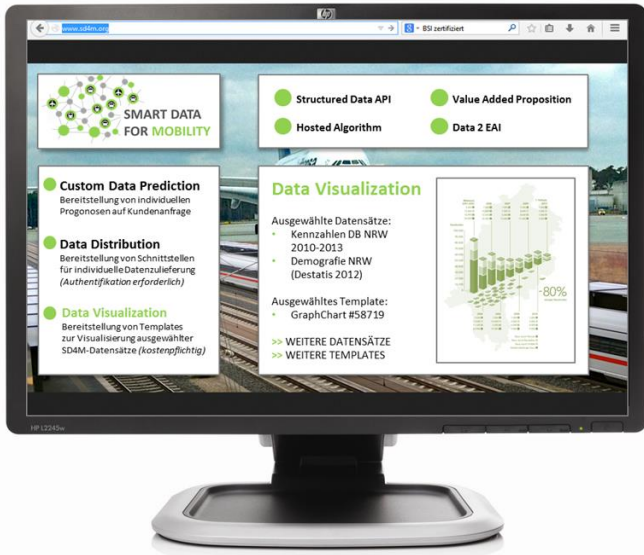 hp
www.sd4m.org
BSI zertifiziert
SMART DATA
FOR MOBILITY
Structured Data API
Value Added Proposition
Hosted Algorithm
Data 2 EAI
Custom Data Prediction
Bereitstellung von individuellen
Progonosen auf Kundenanfrage
Data Distribution
Bereitstellung von Schnittstellen
für individuelle Datenzulieferung
(Authentifikation erforderlich)
Data Visualization
Bereitstellung von Templates
zur Visualisierung ausgewählter
SD4M-Datensätze (kostenpflichtig)
Data Visualization
Ausgewählte Datensätze:
• Kennzahlen DB NRW
2010-2013
• Demografie NRW
(Destatis 2012)
Ausgewähltes Template:
• GraphChart #58719
>> WEITERE DATENSÄTZE
>> WEITERE TEMPLATES
-80%
HP L2245w